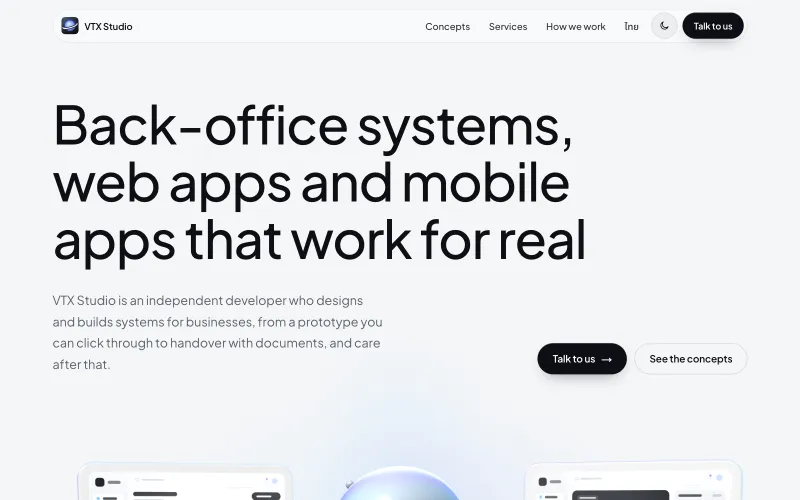 VTX Studio
Concepts
Services
How we work
ไทย
Talk to us
Back-office systems,
web apps and mobile
apps that work for real
VTX Studio is an independent developer who designs
and builds systems for businesses, from a prototype you
can click through to handover with documents, and care
after that.
Talk to us →
See the concepts